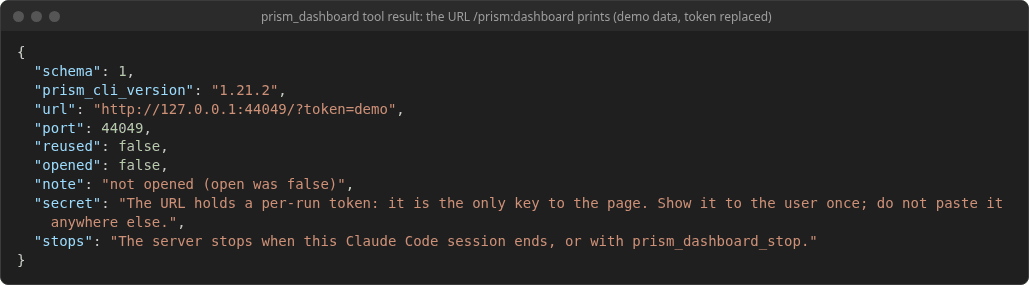 prism_dashboard tool result: the URL /prism:dashboard prints (demo data, token replaced)
{
  "schema": 1,
  "prism_cli_version": "1.21.2",
  "url": "http://127.0.0.1:44049/?token=demo",
  "port": 44049,
  "reused": false,
  "opened": false,
  "note": "not opened (open was false)",
  "secret": "The URL holds a per-run token: it is the only key to the page. Show it to the user once; do not paste it
    anywhere else.",
  "stops": "The server stops when this Claude Code session ends, or with prism_dashboard_stop."
}